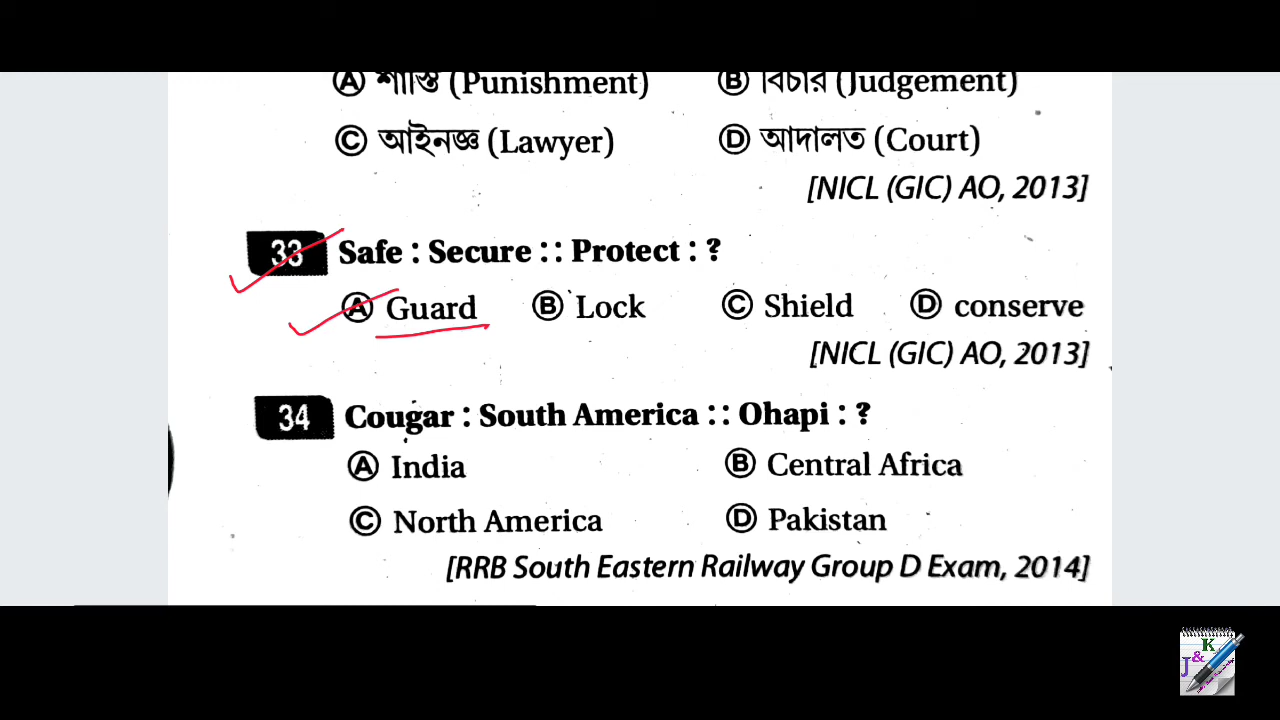 Ⓐ শাস্তি (Punishment) Ⓑ বিচার (Judgement)
Ⓒ আইনজ্ঞ (Lawyer) Ⓓ আদালত (Court)
[NICL (GIC) AO, 2013]
33 Safe : Secure :: Protect : ?
Ⓐ Guard Ⓑ Lock Ⓒ Shield Ⓓ conserve
[NICL (GIC) AO, 2013]
34 Cougar : South America :: Ohapi : ?
Ⓐ India Ⓑ Central Africa
Ⓒ North America Ⓓ Pakistan
[RRB South Eastern Railway Group D Exam, 2014]
J&K